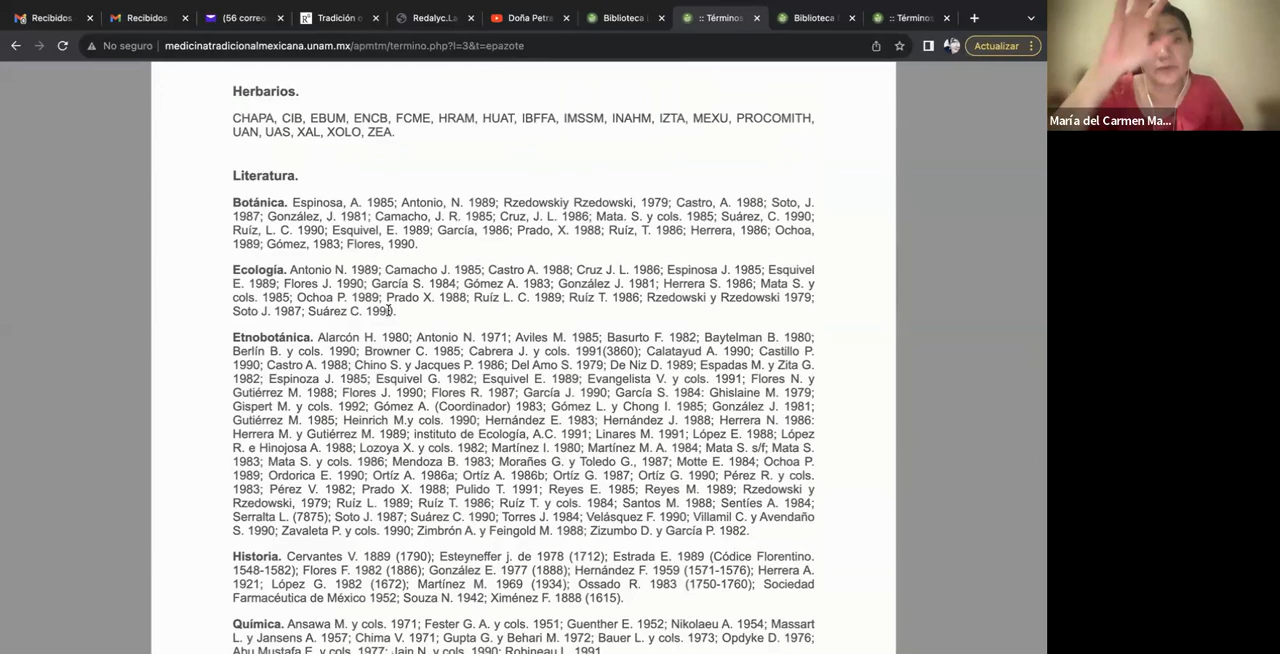 Recibidos
Recibidos
(56 correo
Tradición o
Redalyc.La
Doña Petra
Biblioteca
:: Términos
Biblioteca
:: Términos
No seguro
medicinatradicionalmexicana.unam.mx/apmtm/termino.php?l=3&t=epazote
Actualizar
María del Carmen Ma...
Herbarios.
CHAPA, CIB, EBUM, ENCB, FCME, HRAM, HUAT, IBFFA, IMSSM, INAHM, IZTA, MEXU, PROCOMITH,
UAN, UAS, XAL, XOLO, ZEA.
Literatura.
Botánica. Espinosa, A. 1985; Antonio, N. 1989; Rzedowskiy Rzedowski, 1979; Castro, A. 1988; Soto, J.
1987; González, J. 1981; Camacho, J. R. 1985; Cruz, J. L. 1986; Mata. S. y cols. 1985; Suárez, C. 1990;
Ruíz, L. C. 1990; Esquivel, E. 1989; García, 1986; Prado, X. 1988; Ruíz, T. 1986; Herrera, 1986; Ochoa,
1989; Gómez, 1983; Flores, 1990.
Ecología. Antonio N. 1989; Camacho J. 1985; Castro A. 1988; Cruz J. L. 1986; Espinosa J. 1985; Esquivel
E. 1989; Flores J. 1990; García S. 1984; Gómez A. 1983; González J. 1981; Herrera S. 1986; Mata S. y
cols. 1985; Ochoa P. 1989; Prado X. 1988; Ruíz L. C. 1989; Ruíz T. 1986; Rzedowski y Rzedowski 1979;
Soto J. 1987; Suárez C. 1990.
Etnobotánica. Alarcón H. 1980; Antonio N. 1971; Aviles M. 1985; Basurto F. 1982; Baytelman B. 1980;
Berlín B. y cols. 1990; Browner C. 1985; Cabrera J. y cols. 1991(3860); Calatayud A. 1990; Castillo P.
1990; Castro A. 1988; Chino S. y Jacques P. 1986; Del Amo S. 1979; De Niz D. 1989; Espadas M. y Zita G.
1982; Espinoza J. 1985; Esquivel G. 1982; Esquivel E. 1989; Evangelista V. y cols. 1991; Flores N. y
Gutiérrez M. 1988; Flores J. 1990; Flores R. 1987; García J. 1990; García S. 1984: Ghislaine M. 1979;
Gispert M. y cols. 1992; Gómez A. (Coordinador) 1983; Gómez L. y Chong I. 1985; González J. 1981;
Gutiérrez M. 1985; Heinrich M.y cols. 1990; Hernández E. 1983; Hernández J. 1988; Herrera N. 1986:
Herrera M. y Gutiérrez M. 1989; instituto de Ecología, A.C. 1991; Linares M. 1991; López E. 1988; López
R. e Hinojosa A. 1988; Lozoya X. y cols. 1982; Martínez I. 1980; Martínez M. A. 1984; Mata S. s/f; Mata S.
1983; Mata S. y cols. 1986; Mendoza B. 1983; Morañes G. y Toledo G., 1987; Motte E. 1984; Ochoa P.
1989; Ordorica E. 1990; Ortíz A. 1986a; Ortíz A. 1986b; Ortíz G. 1987; Ortíz G. 1990; Pérez R. y cols.
1983; Pérez V. 1982; Prado X. 1988; Pulido T. 1991; Reyes E. 1985; Reyes M. 1989; Rzedowski y
Rzedowski, 1979; Ruíz L. 1989; Ruíz T. 1986; Ruíz T. y cols. 1984; Santos M. 1988; Sentíes A. 1984;
Serralta L. (7875); Soto J. 1987; Suárez C. 1990; Torres J. 1984; Velásquez F. 1990; Villamil C. y Avendaño
S. 1990; Zavaleta P. y cols. 1990; Zimbrón A. y Feingold M. 1988; Zizumbo D. y García P. 1982.
Historia. Cervantes V. 1889 (1790); Esteyneffer j. de 1978 (1712); Estrada E. 1989 (Códice Florentino.
1548-1582); Flores F. 1982 (1886); González E. 1977 (1888); Hernández F. 1959 (1571-1576); Herrera A.
1921; López G. 1982 (1672); Martínez M. 1969 (1934); Ossado R. 1983 (1750-1760); Sociedad
Farmacéutica de México 1952; Souza N. 1942; Ximénez F. 1888 (1615).
Química. Ansawa M. y cols. 1971; Fester G. A. y cols. 1951; Guenther E. 1952; Nikolaeu A. 1954; Massart
L. y Jansens A. 1957; Chima V. 1971; Gupta G. y Behari M. 1972; Bauer L. y cols. 1973; Opdyke D. 1976;
Abu Mustafa E. y cols. 1977; Jain N. y cols. 1990; Robineau L. 1991.